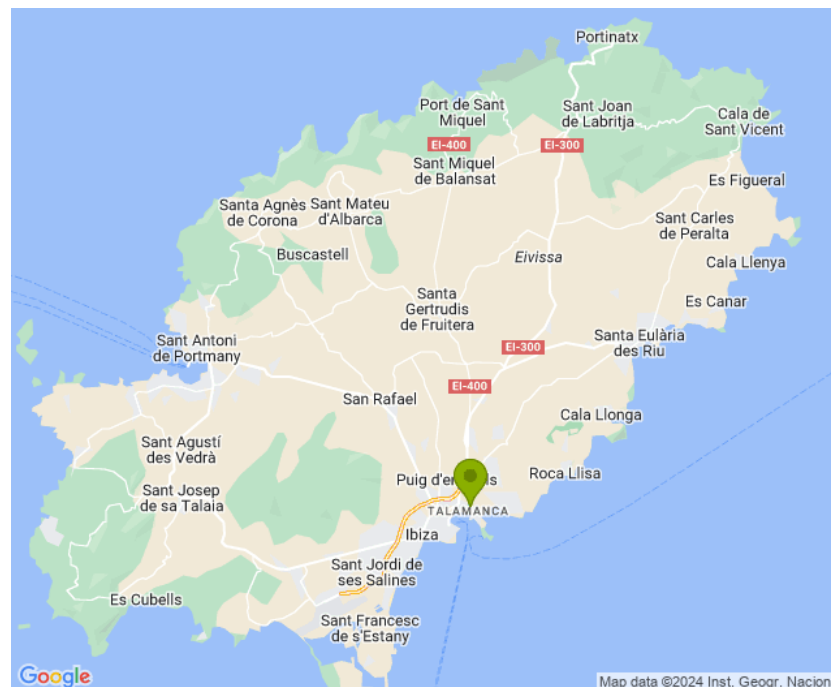 Portinatx
Port de Sant
Miquel
Sant Joan
de Labritja
Cala de
Sant Vicent
EI-400
EI-300
Sant Miquel
de Balansat
Es Figueral
Santa Agnès
de Corona
Sant Mateu
d'Albarca
Sant Carles
de Peralta
Buscastell
Eivissa
Cala Llenya
Santa
Gertrudis
de Fruitera
Es Canar
Sant Antoni
de Portmany
Santa Eulària
des Riu
EI-300
EI-400
San Rafael
Cala Llonga
Sant Agustí
des Vedrà
Roca Llisa
Puig d'en
Sant Josep
de sa Talaia
TALAMANCA
Ibiza
Sant Jordi de
ses Salines
Es Cubells
Sant Francesc
de s'Estany
Google
Map data ©2024 Inst. Geogr. Nacion